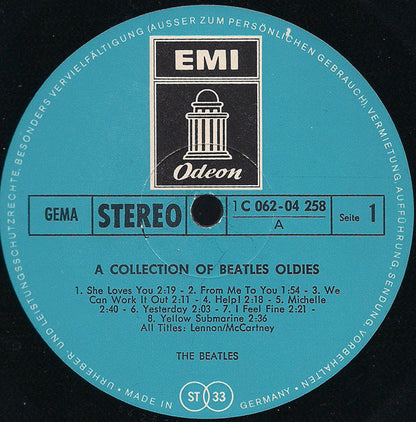 EMI
Odeon
GEMA
STEREO
1 C 062-04 258
A
Seite 1
A COLLECTION OF BEATLES OLDIES
1. She Loves You 2:19 - 2. From Me To You 1:54 - 3. We
Can Work It Out 2:11 - 4. Help! 2:18 - 5. Michelle
2:40 - 6. Yesterday 2:03 - 7. I Feel Fine 2:21 -
8. Yellow Submarine 2:36
All Titles: Lennon/McCartney
THE BEATLES
ST 33
URHEBER- UND LEISTUNGSSCHUTZRECHTE, BESONDERS VERVIELFÄLTIGUNG (AUSSER ZUM PERSÖNLICHEN GEBRAUCH), VERMIETUNG, AUFFÜHRUNG, SENDUNG VORBEHALTEN
• MADE IN GERMANY •